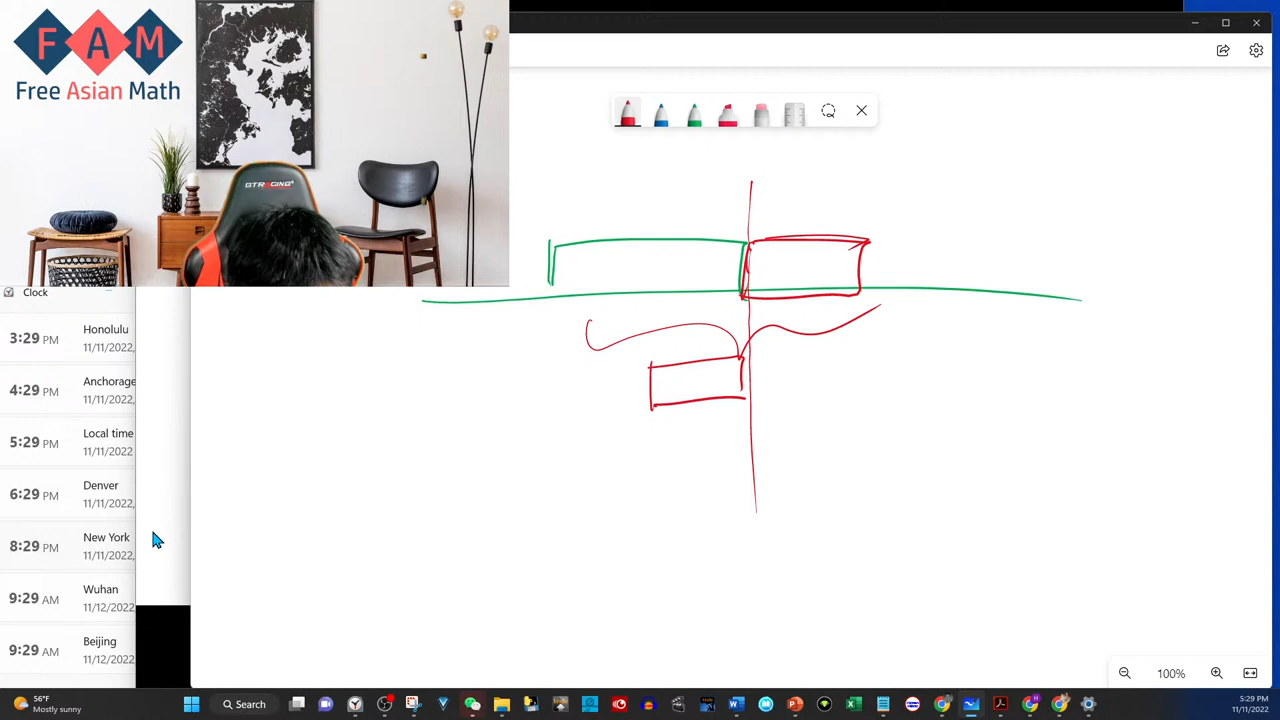 F A M
Free Asian Math
GTRACING
Clock
3:29 PM Honolulu
11/11/2022,
4:29 PM Anchorage
11/11/2022,
5:29 PM Local time
11/11/2022,
6:29 PM Denver
11/11/2022,
8:29 PM New York
11/11/2022,
9:29 AM Wuhan
11/12/2022,
9:29 AM Beijing
11/12/2022,
100%
56°F
Mostly sunny
Search
5:29 PM
11/11/2022